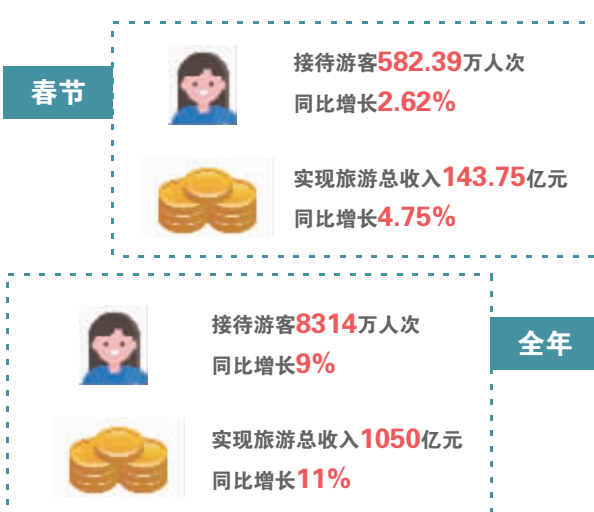 春节
接待游客582.39万人次
同比增长2.62%
实现旅游总收入143.75亿元
同比增长4.75%
全年
接待游客8314万人次
同比增长9%
实现旅游总收入1050亿元
同比增长11%